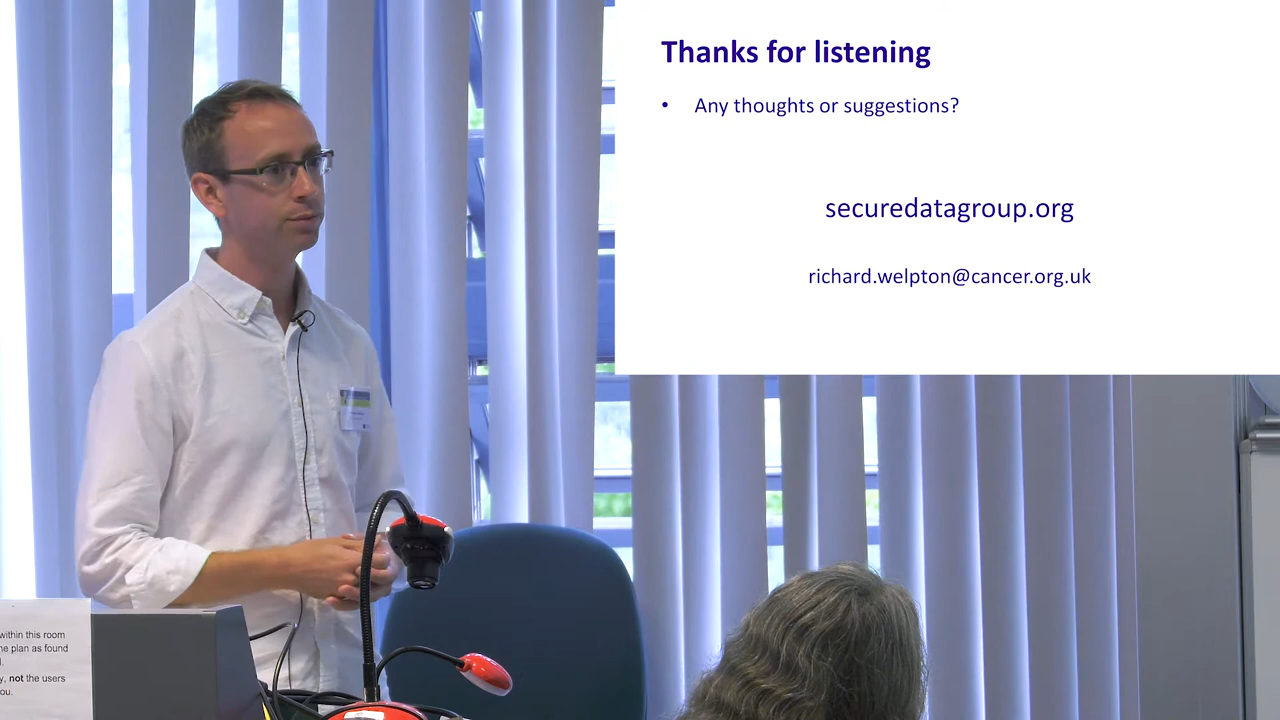 Thanks for listening
• Any thoughts or suggestions?
securedatagroup.org
richard.welpton@cancer.org.uk
within this room
plan as found
not the users